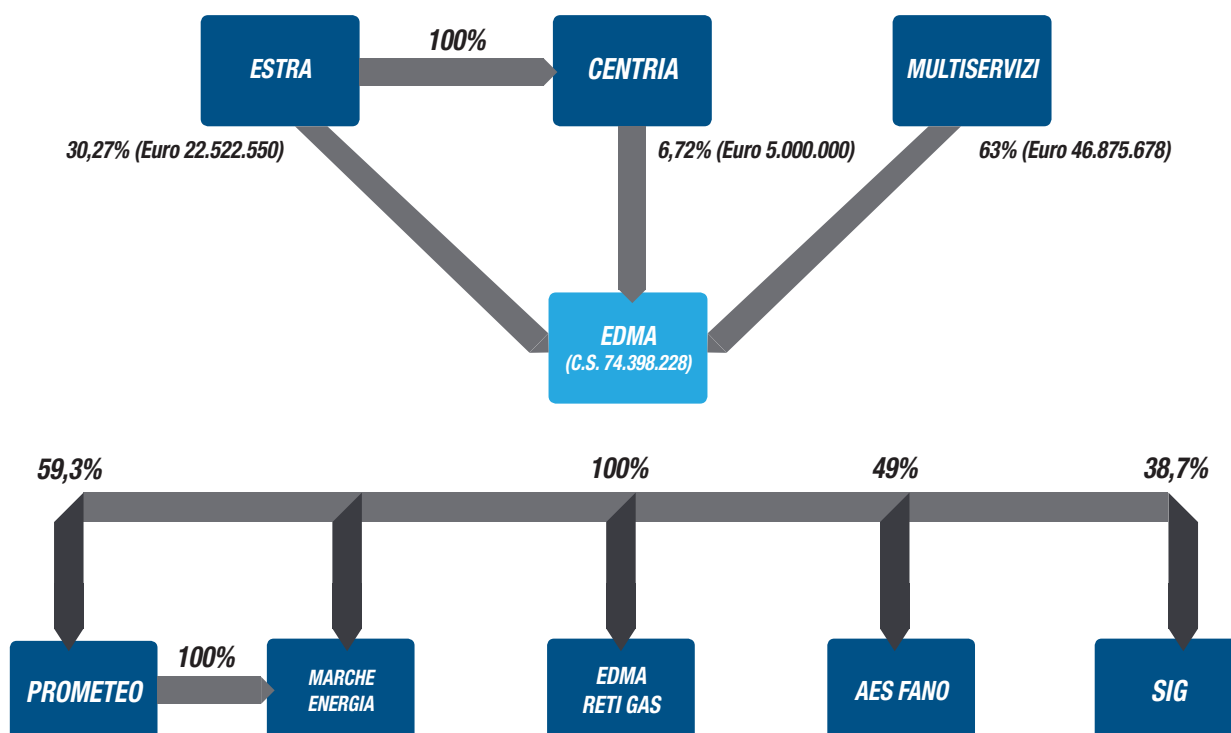 100%
ESTRA
CENTRIA
MULTISERVIZI
30,27% (Euro 22.522.550)
6,72% (Euro 5.000.000)
63% (Euro 46.875.678)
EDMA
(C.S. 74.398.228)
59,3%
100%
49%
38,7%
100%
PROMETEO
MARCHE
ENERGIA
EDMA
RETI GAS
AES FANO
SIG